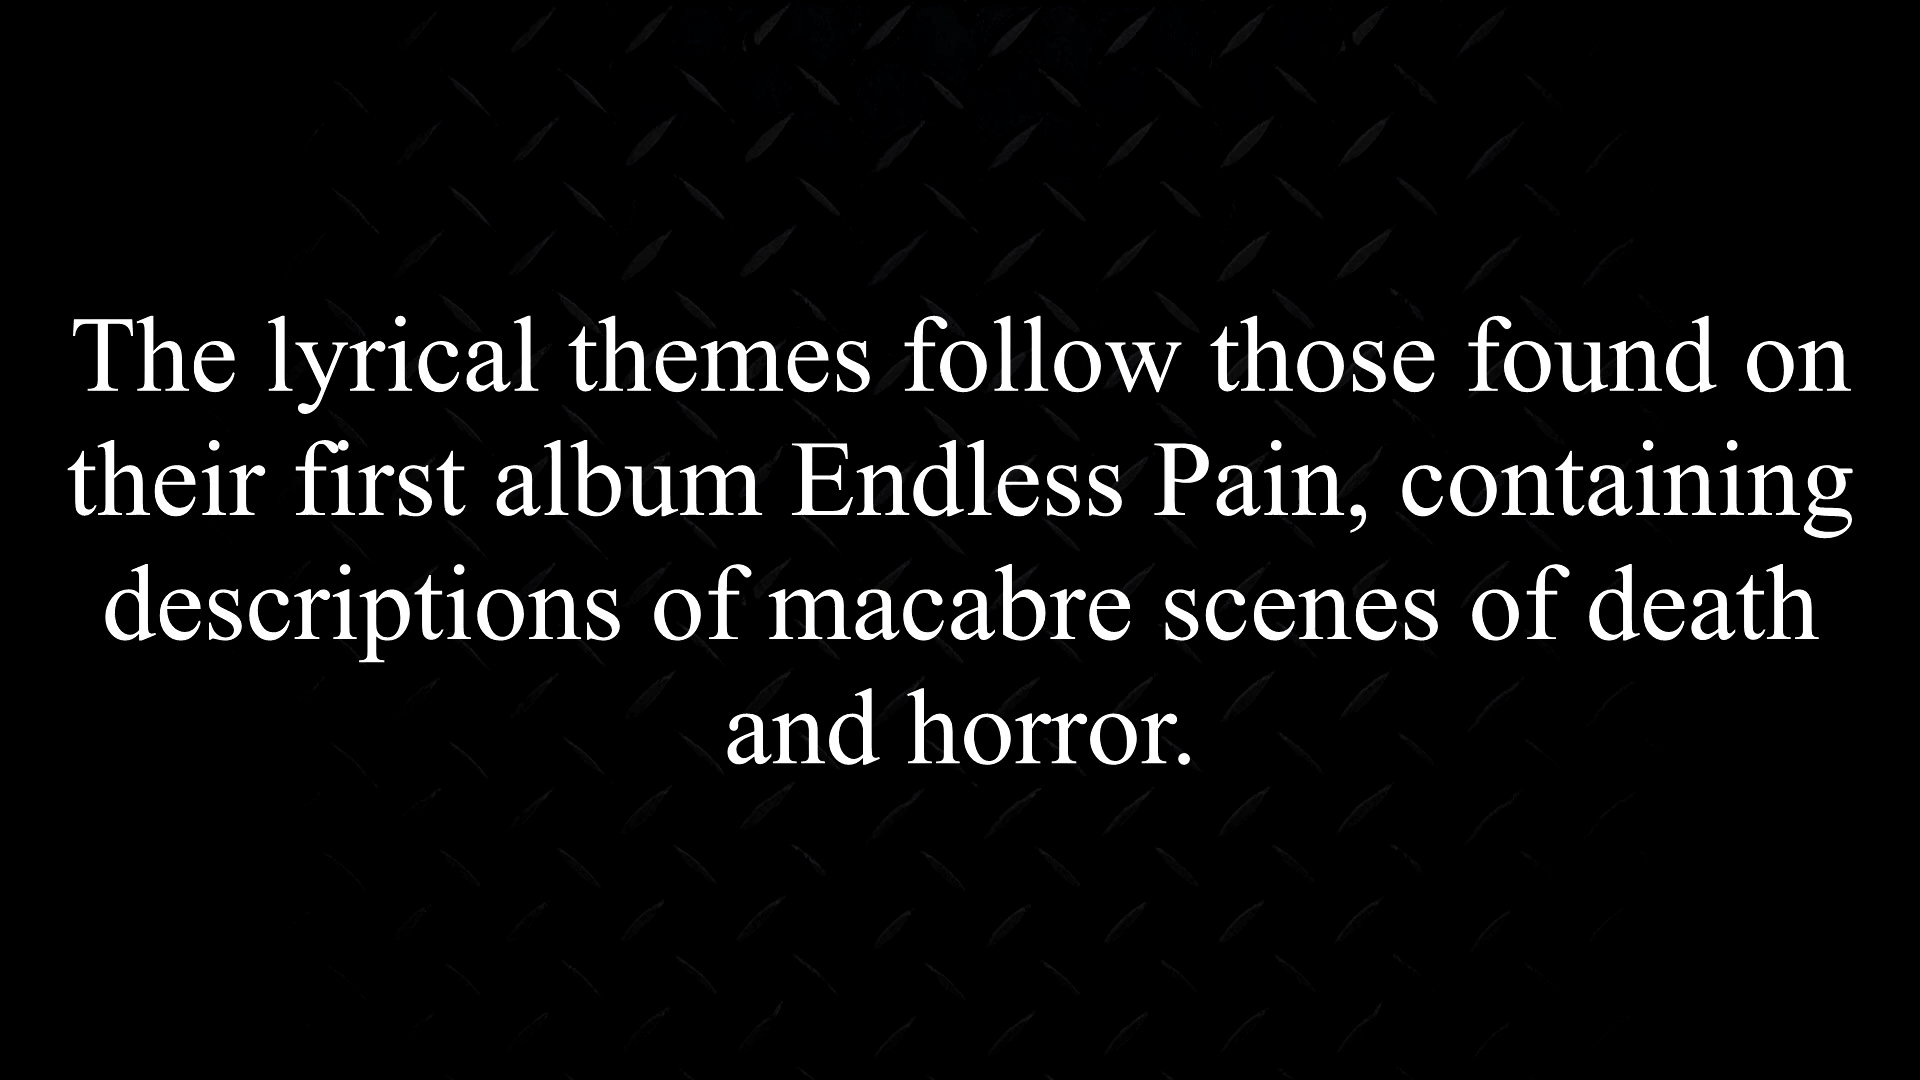 The lyrical themes follow those found on
their first album Endless Pain, containing
descriptions of macabre scenes of death
and horror.